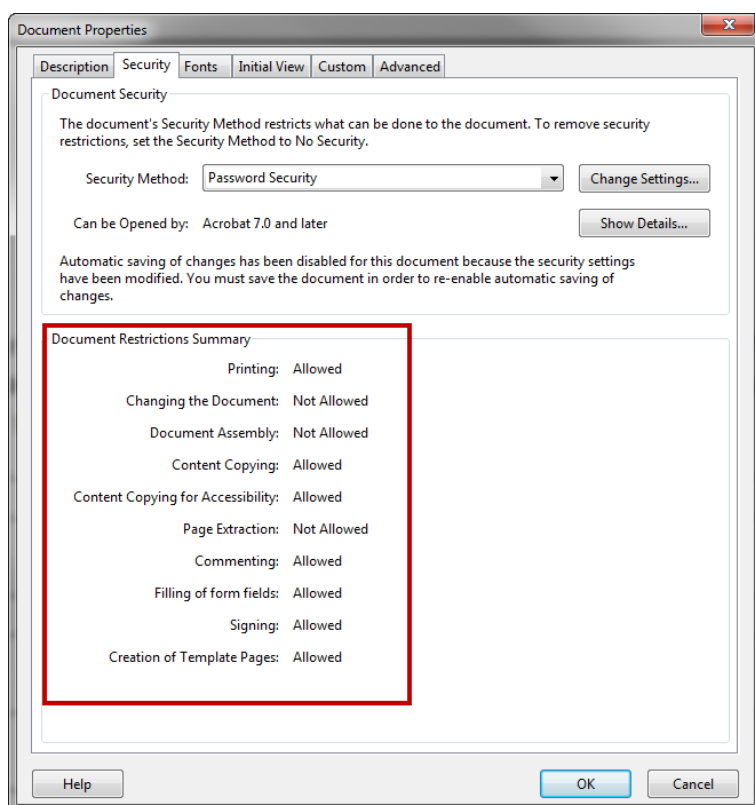 Document Properties
Description Security Fonts Initial View Custom Advanced
Document Security
The document's Security Method restricts what can be done to the document. To remove security
restrictions, set the Security Method to No Security.
Security Method: Password Security Change Settings...
Can be Opened by: Acrobat 7.0 and later Show Details...
Automatic saving of changes has been disabled for this document because the security settings
have been modified. You must save the document in order to re-enable automatic saving of
changes.
Document Restrictions Summary
Printing: Allowed
Changing the Document: Not Allowed
Document Assembly: Not Allowed
Content Copying: Allowed
Content Copying for Accessibility: Allowed
Page Extraction: Not Allowed
Commenting: Allowed
Filling of form fields: Allowed
Signing: Allowed
Creation of Template Pages: Allowed
Help OK Cancel